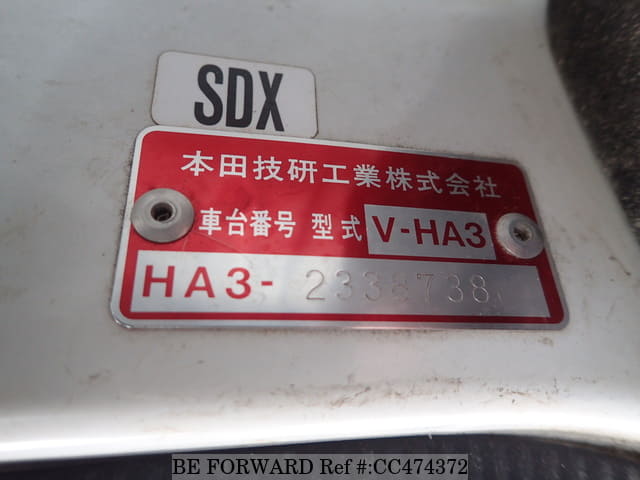 SDX
本田技研工業株式会社
車台番号 型式 V-HA3
HA3- 2338738
BE FORWARD Ref #:CC474372